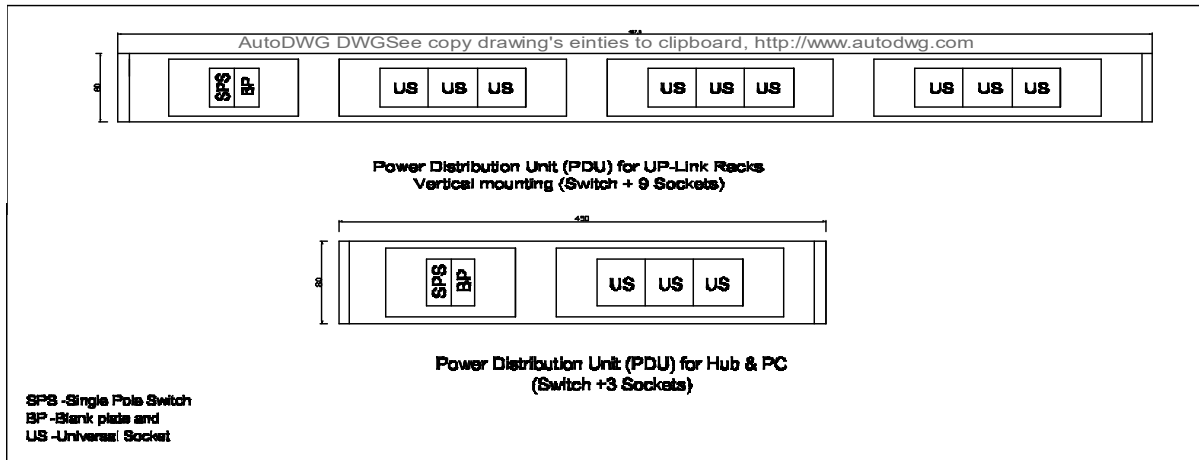 AutoDWG DWGSee copy drawing's einties to clipboard, http://www.autodwg.com
SPS BP US US US US US US US US US
Power Distribution Unit (PDU) for UP-Link Racks
Vertical mounting (Switch + 9 Sockets)
450
80
SPS BP US US US
Power Distribution Unit (PDU) for Hub & PC
(Switch +3 Sockets)
SPS -Single Pole Switch
BP -Blank plate and
US -Universal Socket